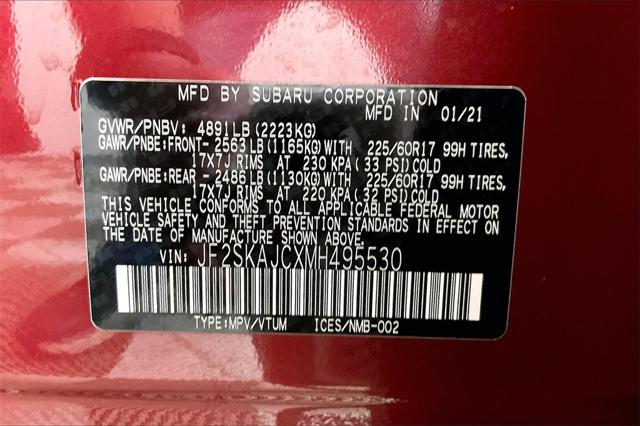 MFD BY SUBARU CORPORATION
MFD IN 01/21
GVWR/PNBV: 4891LB(2223KG)
GAWR/PNBE:FRONT- 2563LB(1165KG)WITH 225/60R17 99H TIRES,
17X7J RIMS AT 230 KPA(33 PSI)COLD
GAWR/PNBE:REAR - 2486LB(1130KG)WITH 225/60R17 99H TIRES,
17X7J RIMS AT 220 KPA(32 PSI)COLD
THIS VEHICLE CONFORMS TO ALL APPLICABLE FEDERAL MOTOR
VEHICLE SAFETY AND THEFT PREVENTION STANDARDS IN EFFECT ON
THE DATE OF MANUFACTURE SHOWN ABOVE.
VIN: JF2SKAJCXMH495530
TYPE:MPV/VTUM ICES/NMB-002